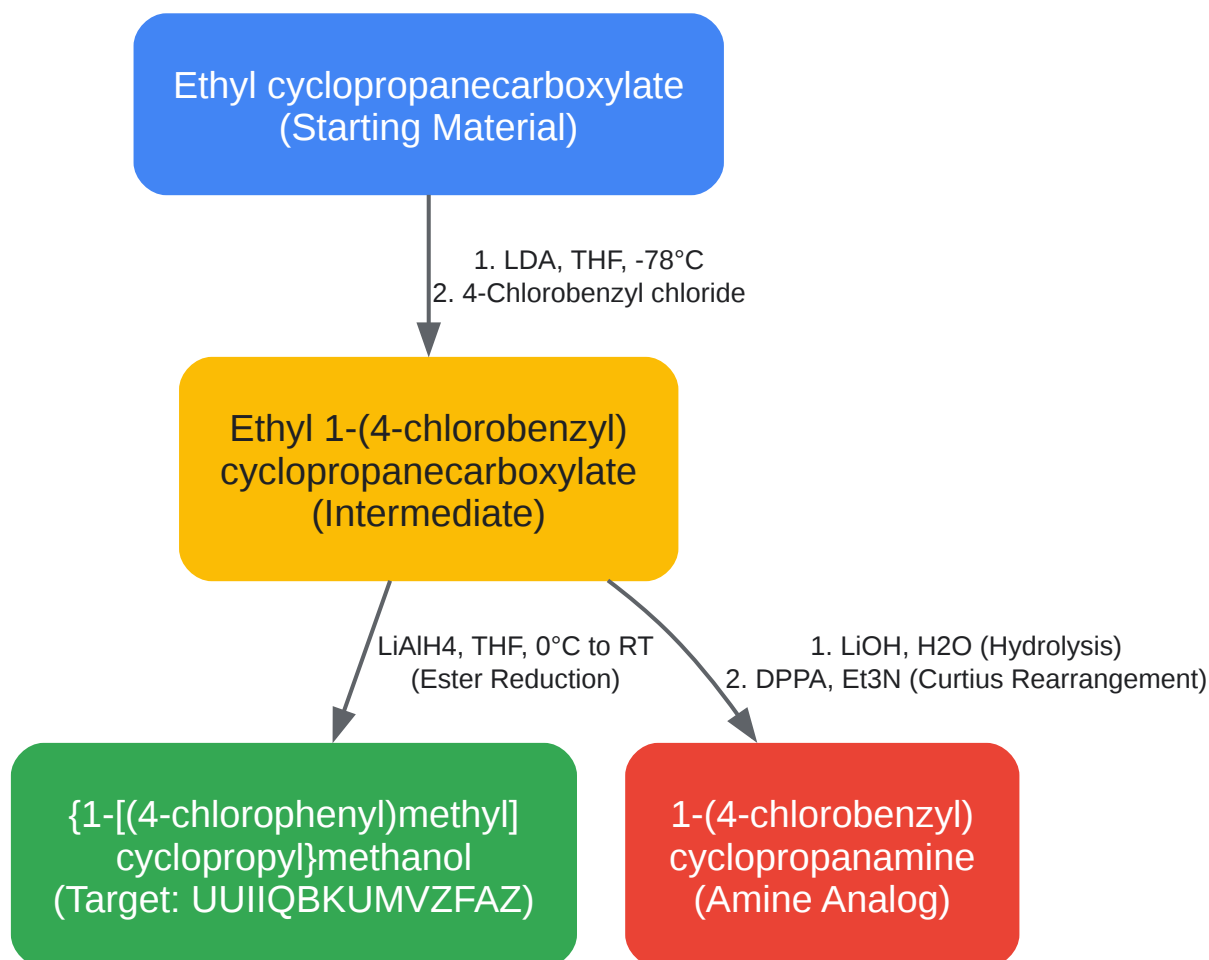 Ethyl cyclopropanecarboxylate
(Starting Material)
1. LDA, THF, -78°C
2. 4-Chlorobenzyl chloride
Ethyl 1-(4-chlorobenzyl)
cyclopropanecarboxylate
(Intermediate)
LiAlH4, THF, 0°C to RT
(Ester Reduction)
1. LiOH, H2O (Hydrolysis)
2. DPPA, Et3N (Curtius Rearrangement)
{1-[(4-chlorophenyl)methyl]
cyclopropyl}methanol
(Target: UUIIQBKUMVZFAZ)
1-(4-chlorobenzyl)
cyclopropanamine
(Amine Analog)